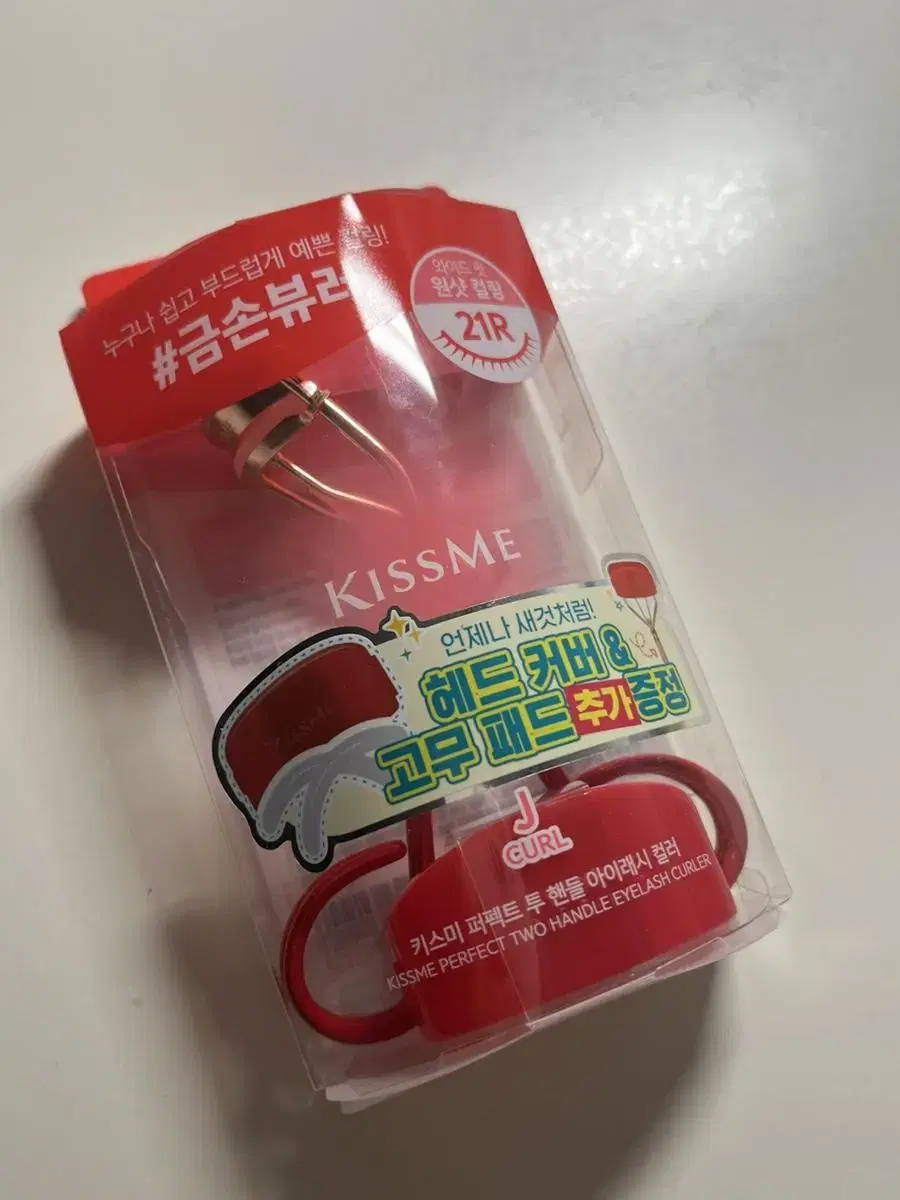 누구나 쉽고 부드럽게 예쁜 컬링!
#금손뷰러
와이드 핏
원샷 컬링
21R
KISSME
언제나 새것처럼!
헤드 커버 &
고무 패드 추가증정
J
CURL
키스미 퍼펙트 투 핸들 아이래시 컬러
KISSME PERFECT TWO HANDLE EYELASH CURLER